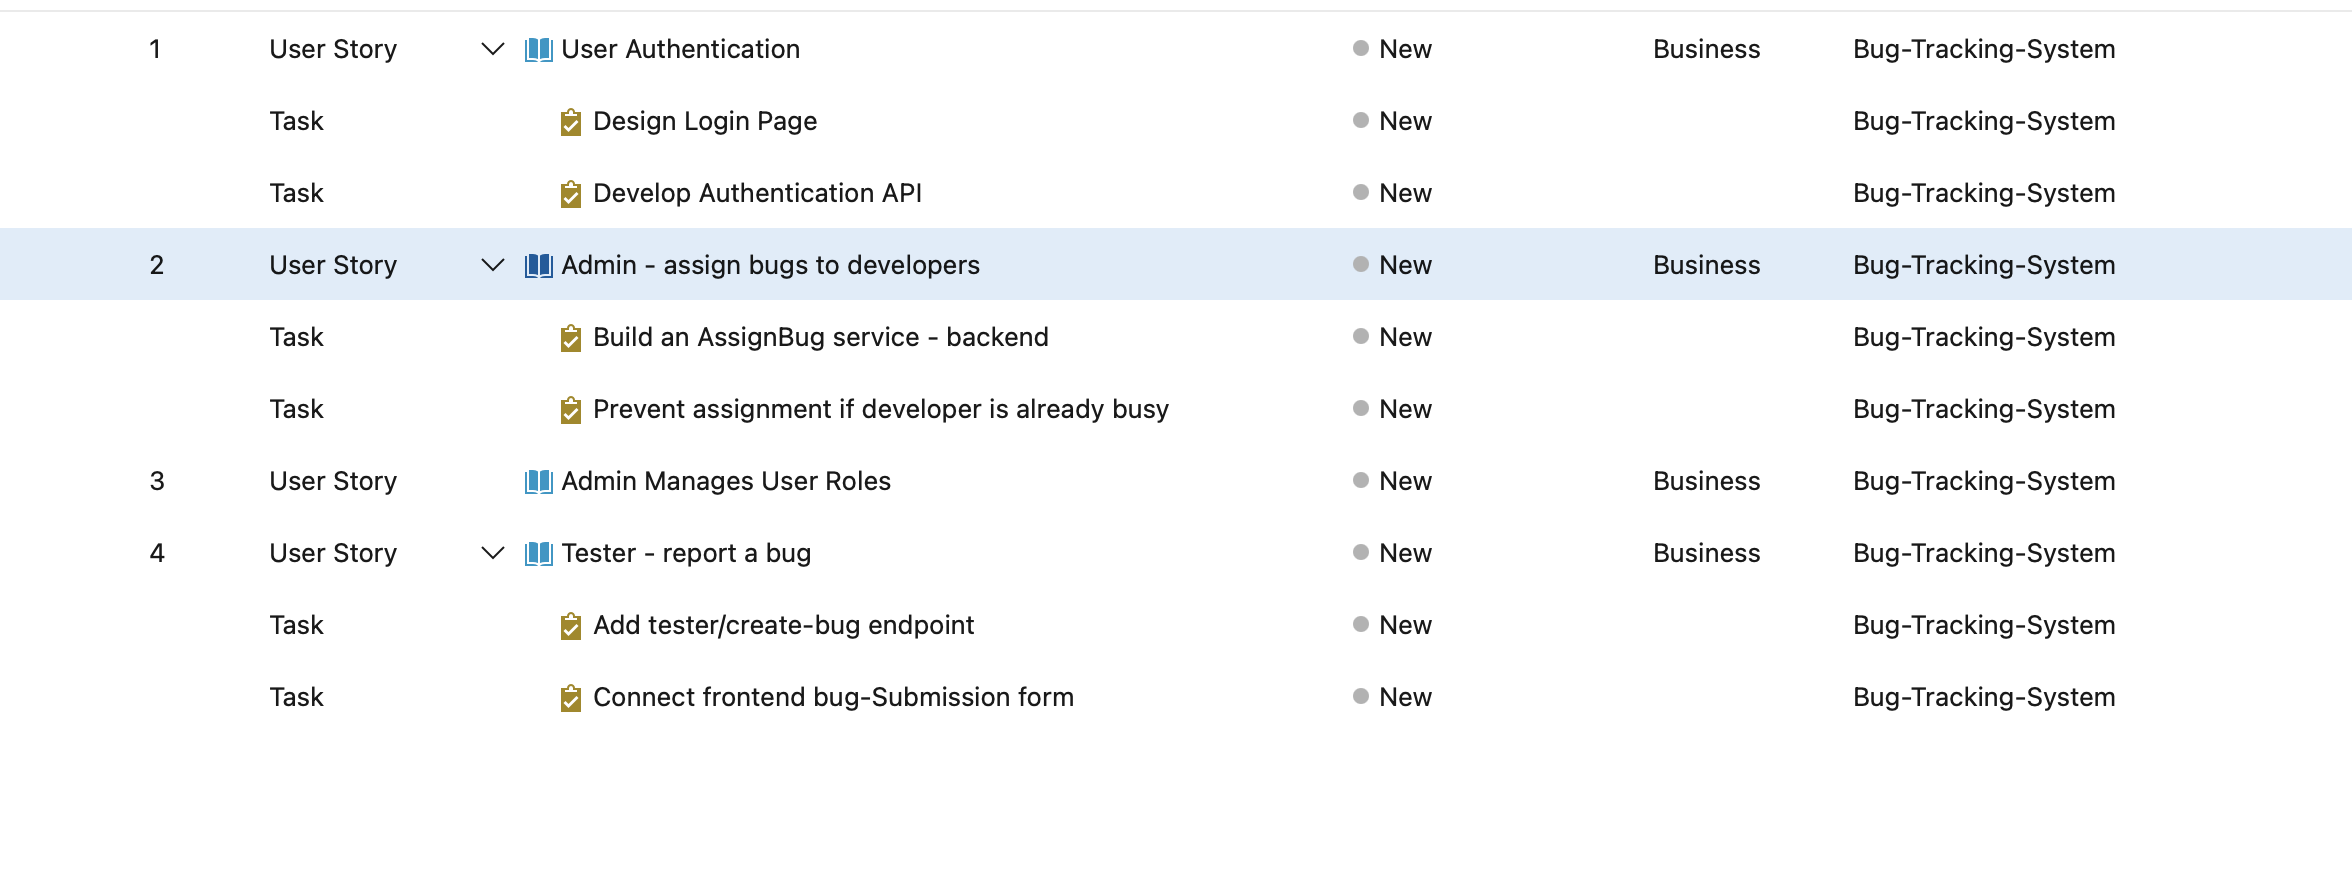 1 User Story User Authentication New Business Bug-Tracking-System
Task Design Login Page New Bug-Tracking-System
Task Develop Authentication API New Bug-Tracking-System
2 User Story Admin - assign bugs to developers New Business Bug-Tracking-System
Task Build an AssignBug service - backend New Bug-Tracking-System
Task Prevent assignment if developer is already busy New Bug-Tracking-System
3 User Story Admin Manages User Roles New Business Bug-Tracking-System
4 User Story Tester - report a bug New Business Bug-Tracking-System
Task Add tester/create-bug endpoint New Bug-Tracking-System
Task Connect frontend bug-Submission form New Bug-Tracking-System